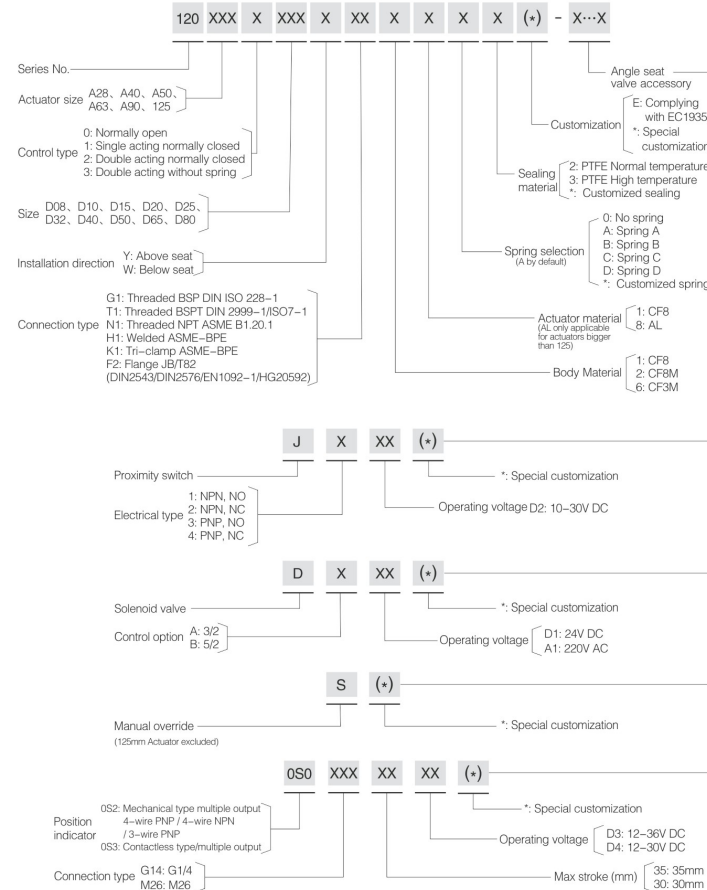 120 XXX X XXX X XX X X X X (*) - X···X
Series No.
Actuator size A28、A40、A50、
A63、A90、125
Control type
0: Normally open
1: Single acting normally closed
2: Double acting normally closed
3: Double acting without spring
Size D08、D10、D15、D20、D25、
D32、D40、D50、D65、D80
Installation direction Y: Above seat
W: Below seat
Connection type
G1: Threaded BSP DIN ISO 228-1
T1: Threaded BSPT DIN 2999-1/ISO7-1
N1: Threaded NPT ASME B1.20.1
H1: Welded ASME-BPE
K1: Tri-clamp ASME-BPE
F2: Flange JB/T82
(DIN2543/DIN2576/EN1092-1/HG20592)
Angle seat
valve accessory
Customization
E: Complying
with EC1935
*: Special
customization
Sealing
material
2: PTFE Normal temperature
3: PTFE High temperature
*: Customized sealing
Spring selection
(A by default)
0: No spring
A: Spring A
B: Spring B
C: Spring C
D: Spring D
*: Customized spring
Actuator material
(AL only applicable
for actuators bigger
than 125)
1: CF8
8: AL
Body Material
1: CF8
2: CF8M
6: CF3M
J X XX (*)
Proximity switch
*: Special customization
Electrical type
1: NPN, NO
2: NPN, NC
3: PNP, NO
4: PNP, NC
Operating voltage D2: 10-30V DC
D X XX (*)
Solenoid valve
*: Special customization
Control option A: 3/2
B: 5/2
Operating voltage D1: 24V DC
A1: 220V AC
S (*)
Manual override
(125mm Actuator excluded)
*: Special customization
0S0 XXX XX XX (*)
Position
indicator
0S2: Mechanical type multiple output
4-wire PNP / 4-wire NPN
/ 3-wire PNP
0S3: Contactless type/multiple output
*: Special customization
Operating voltage D3: 12-36V DC
D4: 12-30V DC
Connection type G14: G1/4
M26: M26
Max stroke (mm) 35: 35mm
30: 30mm